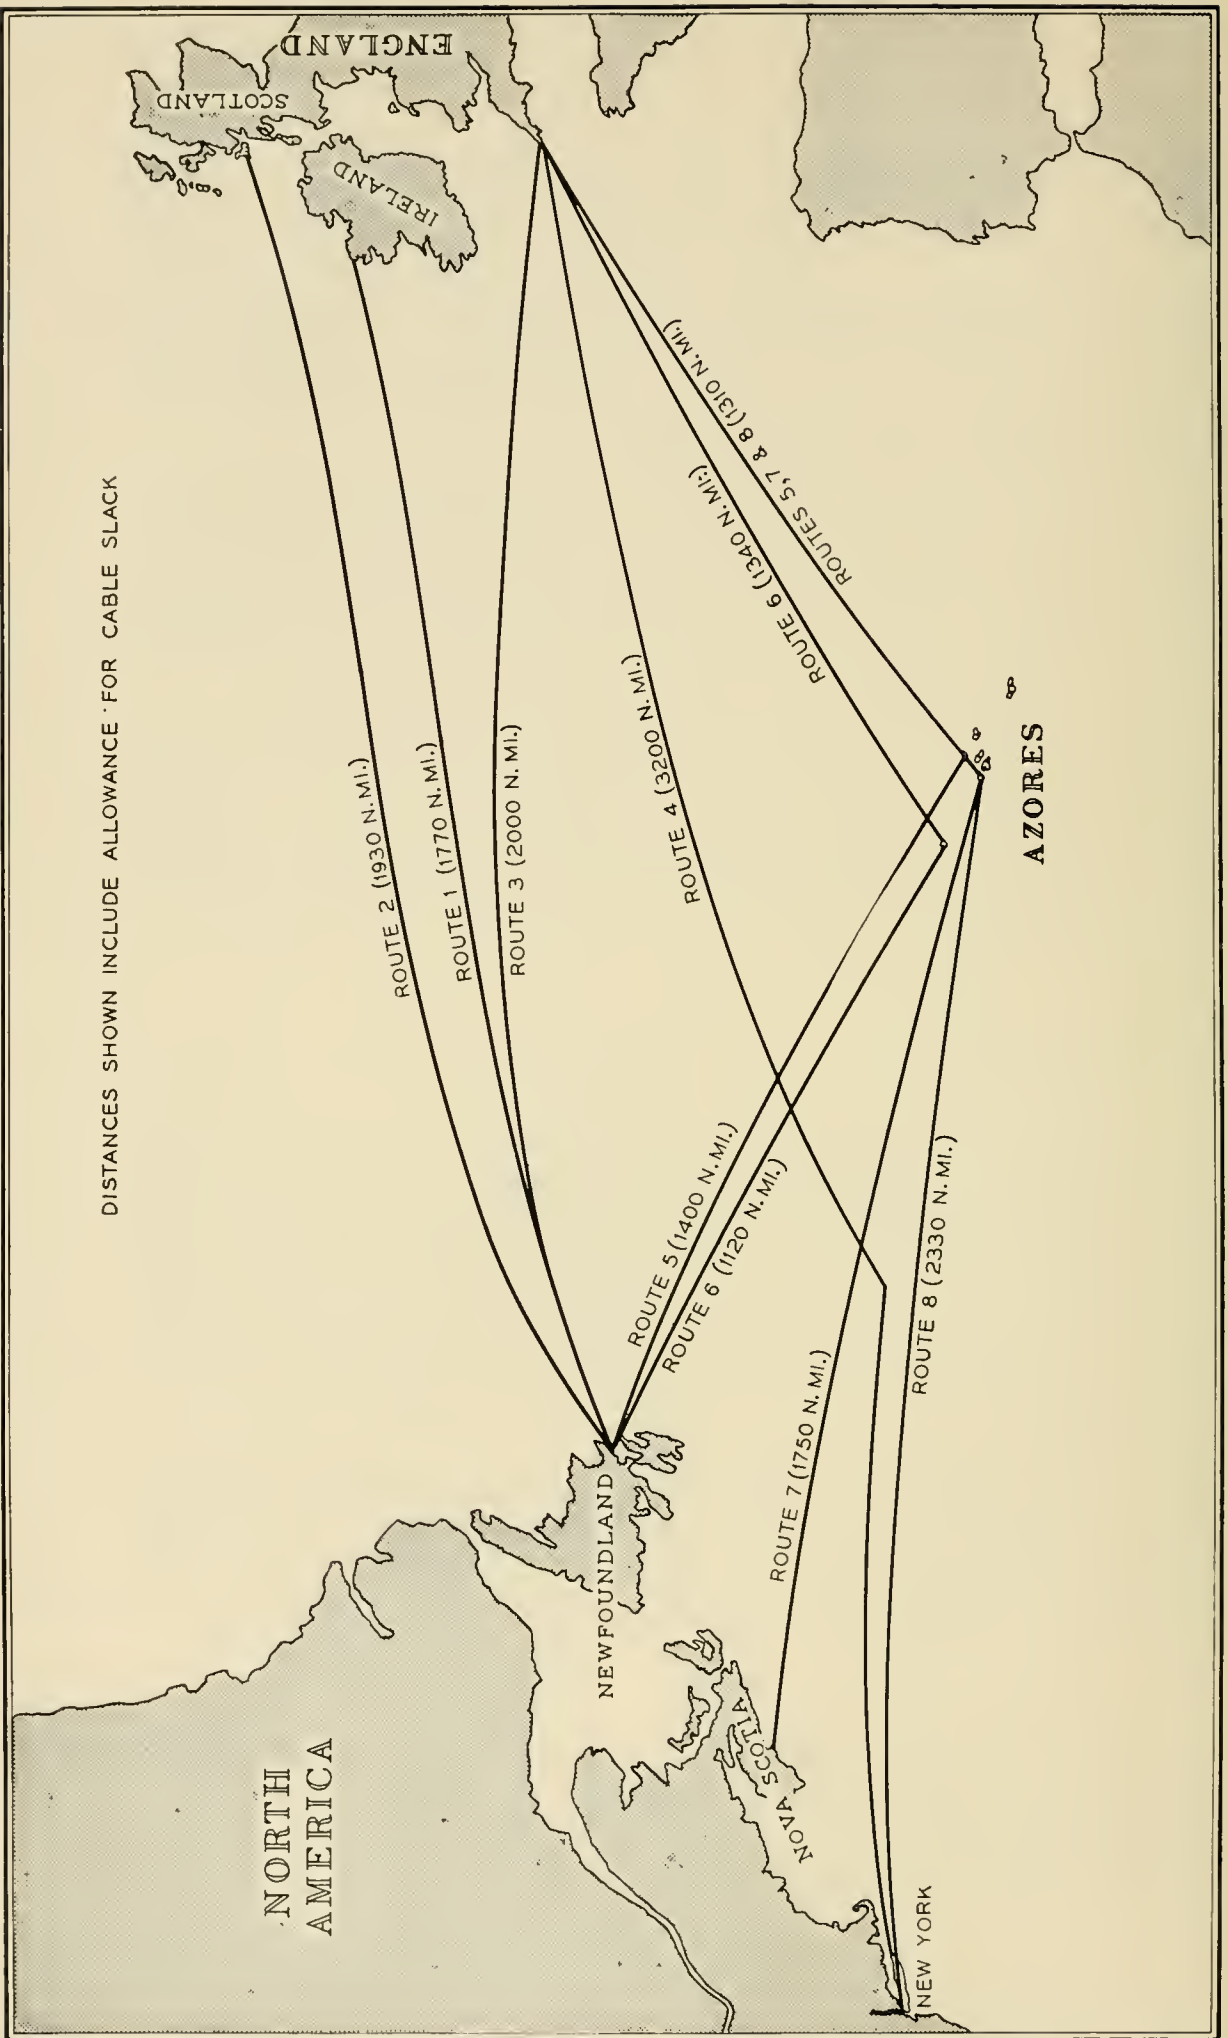 DISTANCES SHOWN INCLUDE ALLOWANCE FOR CABLE SLACK
NORTH
AMERICA
NEWFOUNDLAND
NOVA SCOTIA
NEW YORK
SCOTLAND
ENGLAND
IRELAND
AZORES
ROUTE 2 (1930 N. MI.)
ROUTE 1 (1770 N. MI.)
ROUTE 3 (2000 N. MI.)
ROUTE 4 (3200 N. MI.)
ROUTE 6 (1340 N. MI.)
ROUTES 5, 7 & 8 (1310 N. MI.)
ROUTE 5 (1400 N. MI.)
ROUTE 6 (1120 N. MI.)
ROUTE 7 (1750 N. MI.)
ROUTE 8 (2330 N. MI.)